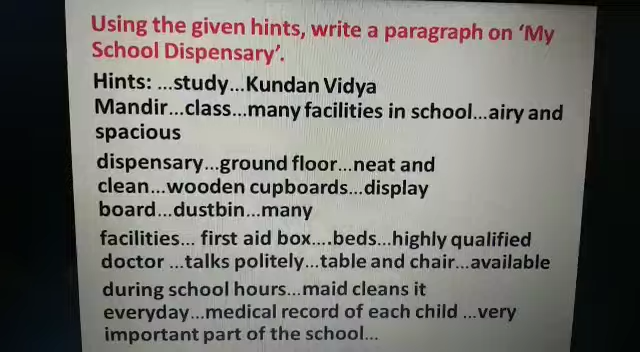 Using the given hints, write a paragraph on ‘My
School Dispensary’.
Hints: ...study...Kundan Vidya
Mandir...class...many facilities in school...airy and
spacious
dispensary...ground floor...neat and
clean...wooden cupboards...display
board...dustbin...many
facilities... first aid box....beds...highly qualified
doctor ...talks politely...table and chair...available
during school hours...maid cleans it
everyday...medical record of each child ...very
important part of the school...